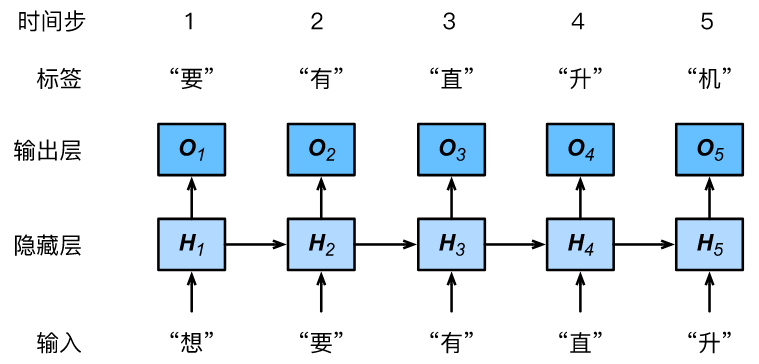 时间步 1 2 3 4 5
标签 “要” “有” “直” “升” “机”
输出层 O1 O2 O3 O4 O5
隐藏层 H1 H2 H3 H4 H5
输入 “想” “要” “有” “直” “升”